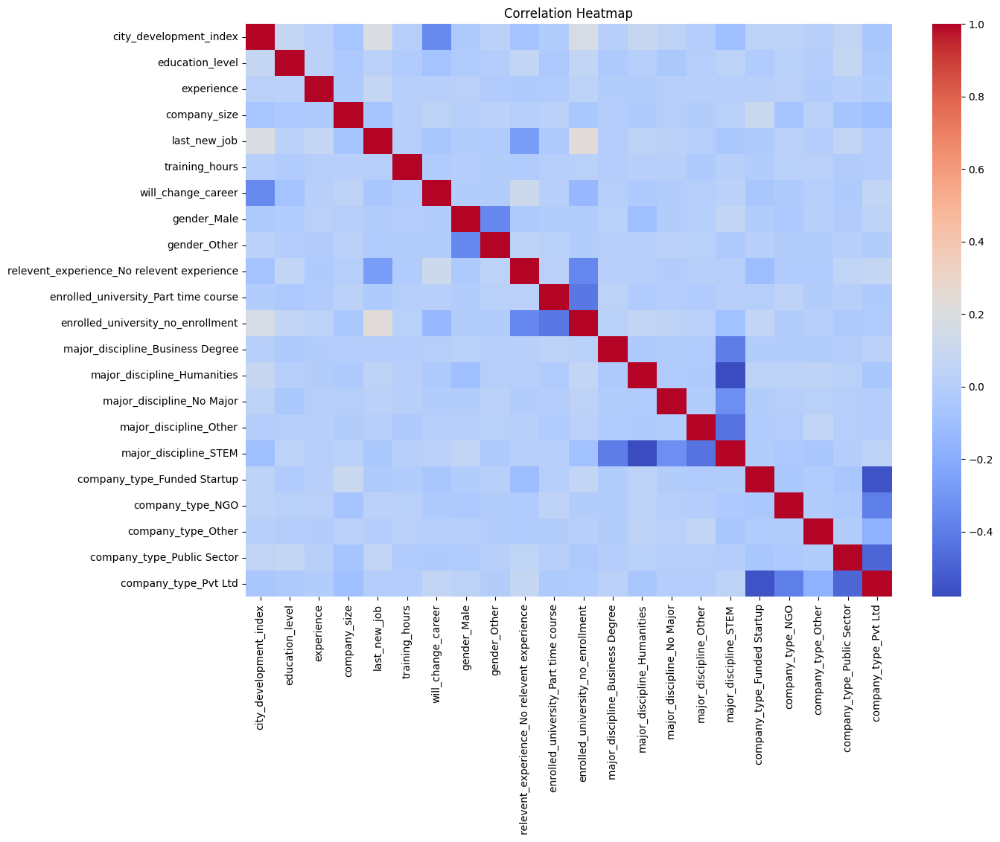 Correlation Heatmap
city_development_index
education_level
experience
company_size
last_new_job
training_hours
will_change_career
gender_Male
gender_Other
relevent_experience_No relevent experience
enrolled_university_Part time course
enrolled_university_no_enrollment
major_discipline_Business Degree
major_discipline_Humanities
major_discipline_No Major
major_discipline_Other
major_discipline_STEM
company_type_Funded Startup
company_type_NGO
company_type_Other
company_type_Public Sector
company_type_Pvt Ltd
city_development_index
education_level
experience
company_size
last_new_job
training_hours
will_change_career
gender_Male
gender_Other
relevent_experience_No relevent experience
enrolled_university_Part time course
enrolled_university_no_enrollment
major_discipline_Business Degree
major_discipline_Humanities
major_discipline_No Major
major_discipline_Other
major_discipline_STEM
company_type_Funded Startup
company_type_NGO
company_type_Other
company_type_Public Sector
company_type_Pvt Ltd
1.0
0.8
0.6
0.4
0.2
0.0
−0.2
−0.4